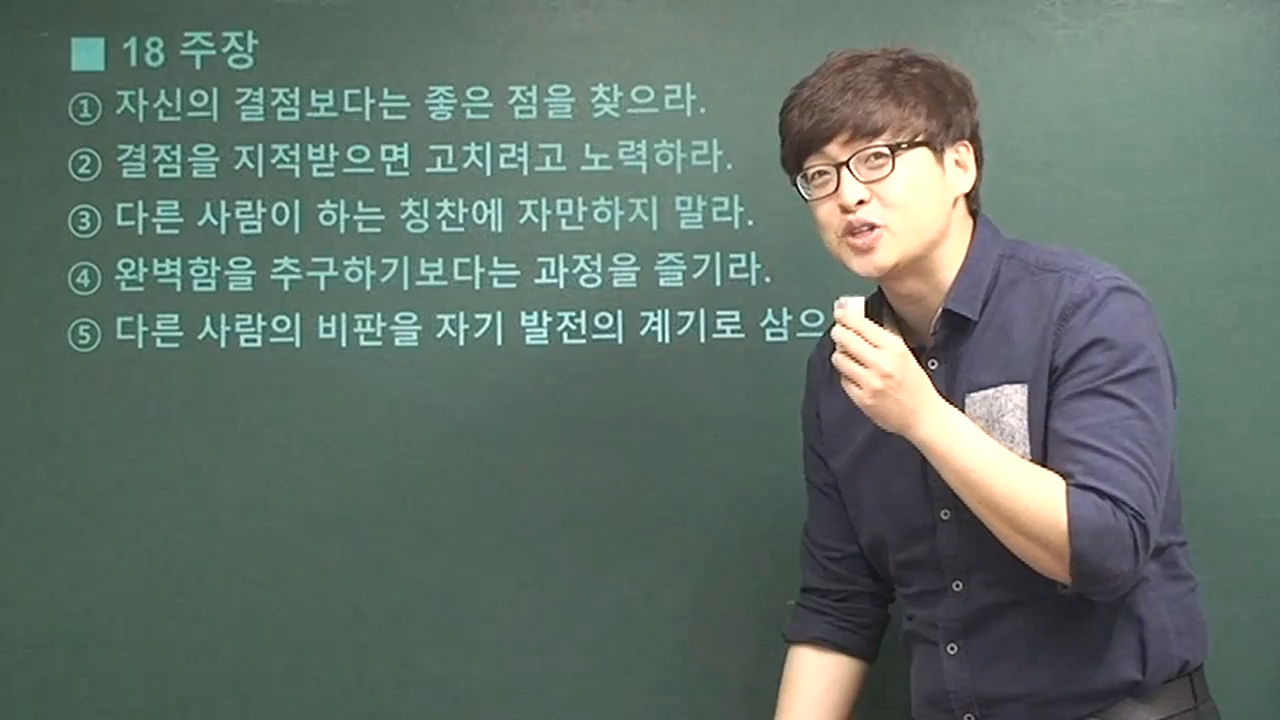 ■ 18 주장
① 자신의 결점보다는 좋은 점을 찾으라.
② 결점을 지적받으면 고치려고 노력하라.
③ 다른 사람이 하는 칭찬에 자만하지 말라.
④ 완벽함을 추구하기보다는 과정을 즐기라.
⑤ 다른 사람의 비판을 자기 발전의 계기로 삼으